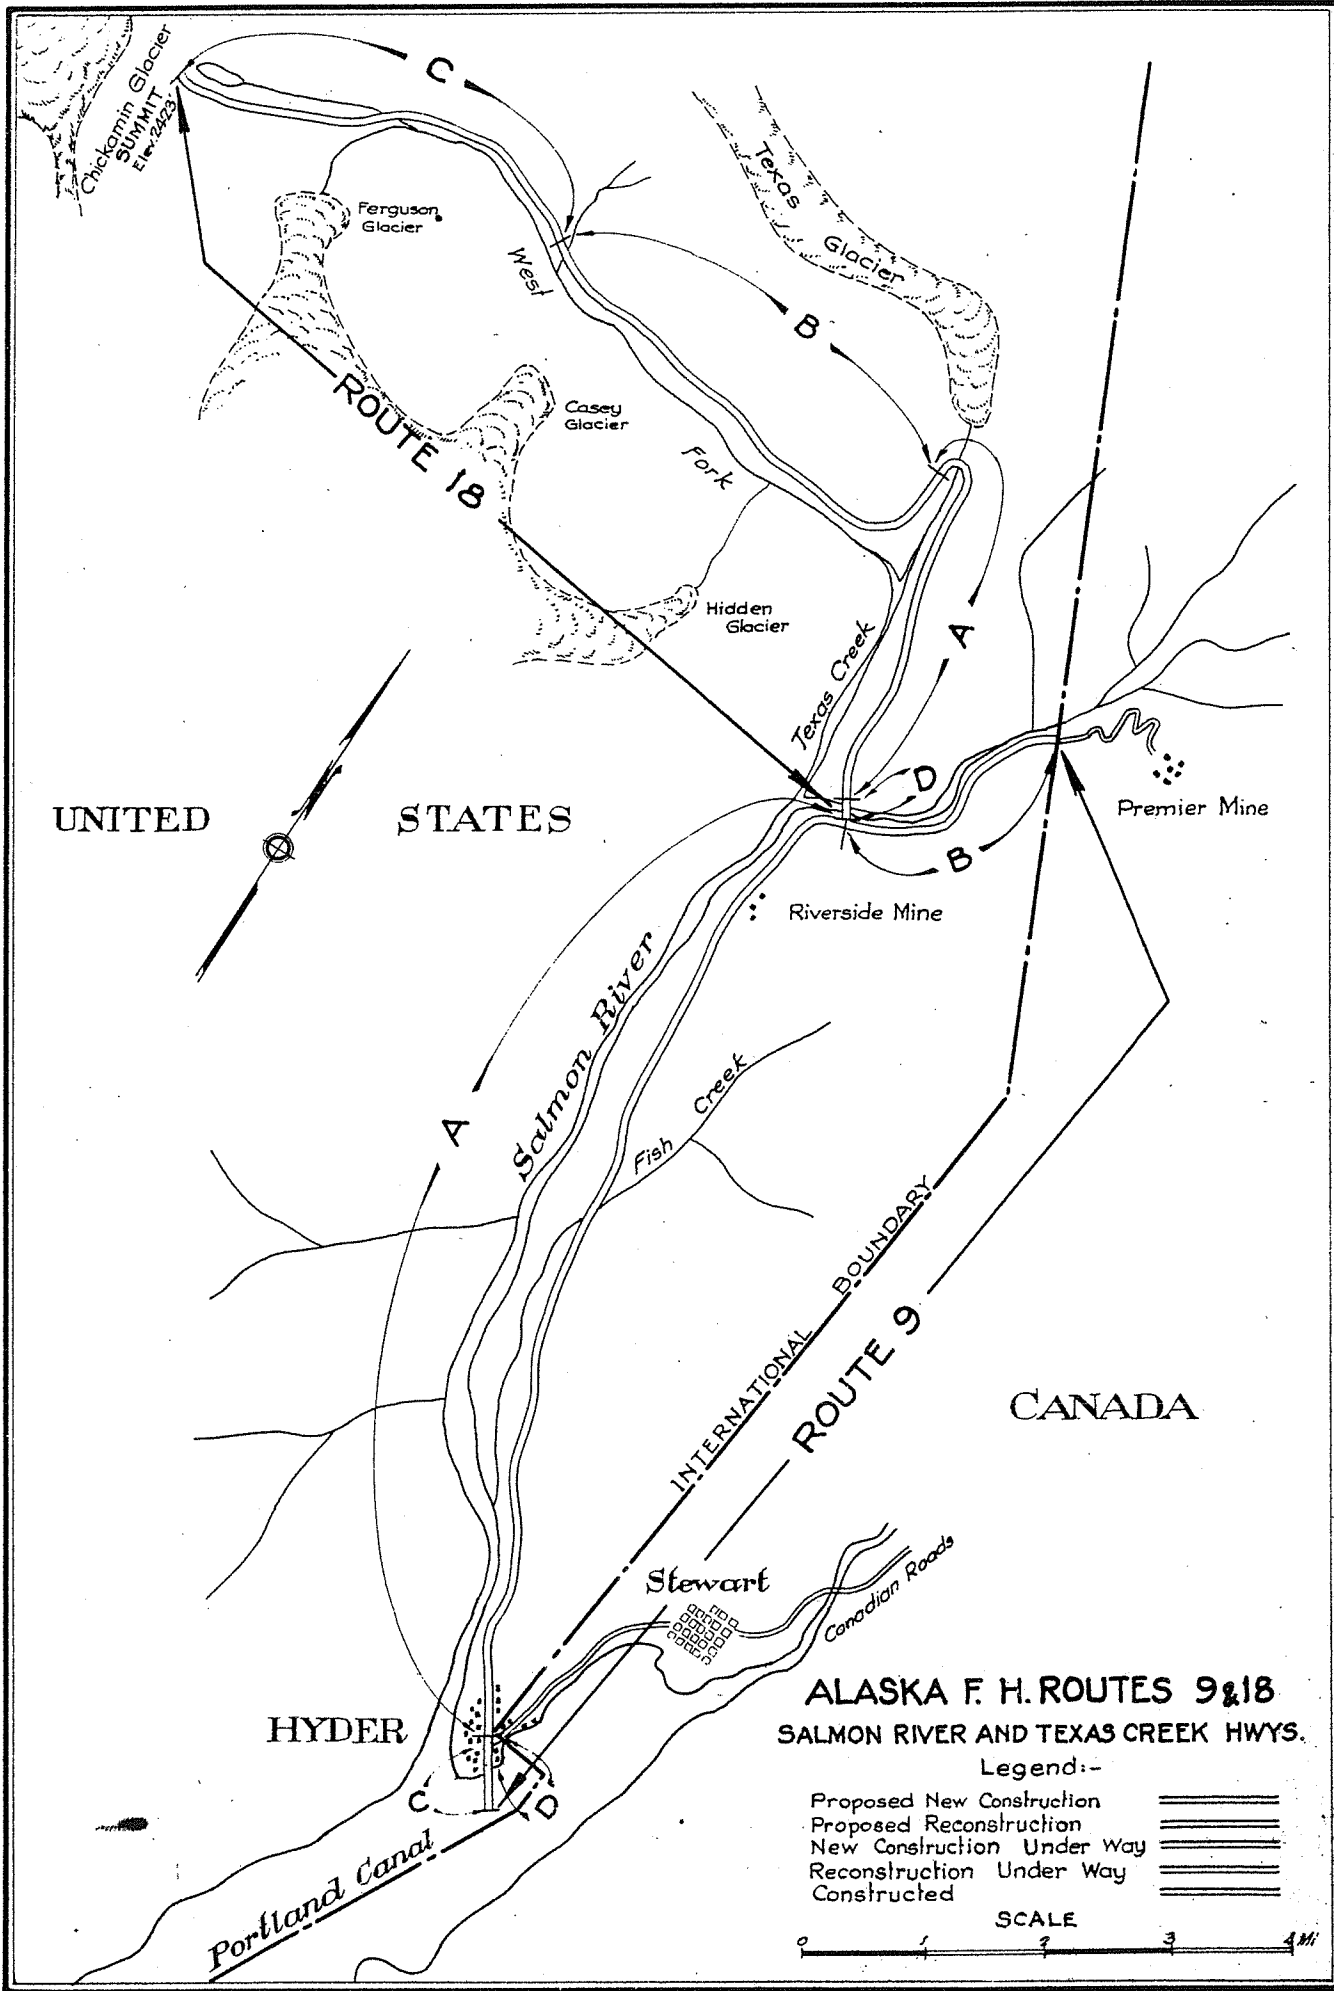 Chickamin Glacier
SUMMIT
Elev. 2423'
C
Texas
Glacier
Ferguson
Glacier
West
B
ROUTE 18
Casey
Glacier
Fork
Hidden
Glacier
A
Texas Creek
D
UNITED STATES
Premier Mine
B
Riverside Mine
Salmon River
A
Fish Creek
INTERNATIONAL BOUNDARY
ROUTE 9
CANADA
Stewart
Canadian Roads
HYDER
C
D
Portland Canal
ALASKA F. H. ROUTES 9 & 18
SALMON RIVER AND TEXAS CREEK HWYS.
Legend:-
Proposed New Construction
Proposed Reconstruction
New Construction Under Way
Reconstruction Under Way
Constructed
SCALE
0 1 2 3 4 Mi